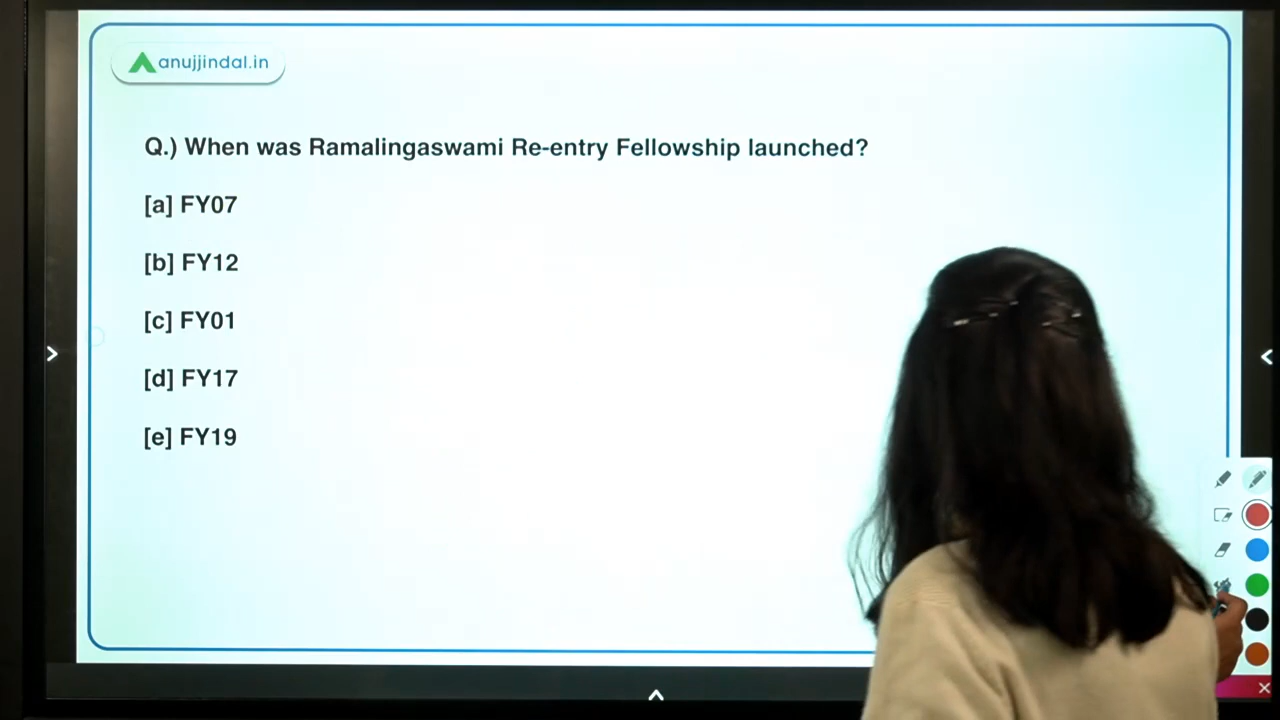 anujjindal.in
Q.) When was Ramalingaswami Re-entry Fellowship launched?
[a] FY07
[b] FY12
[c] FY01
[d] FY17
[e] FY19